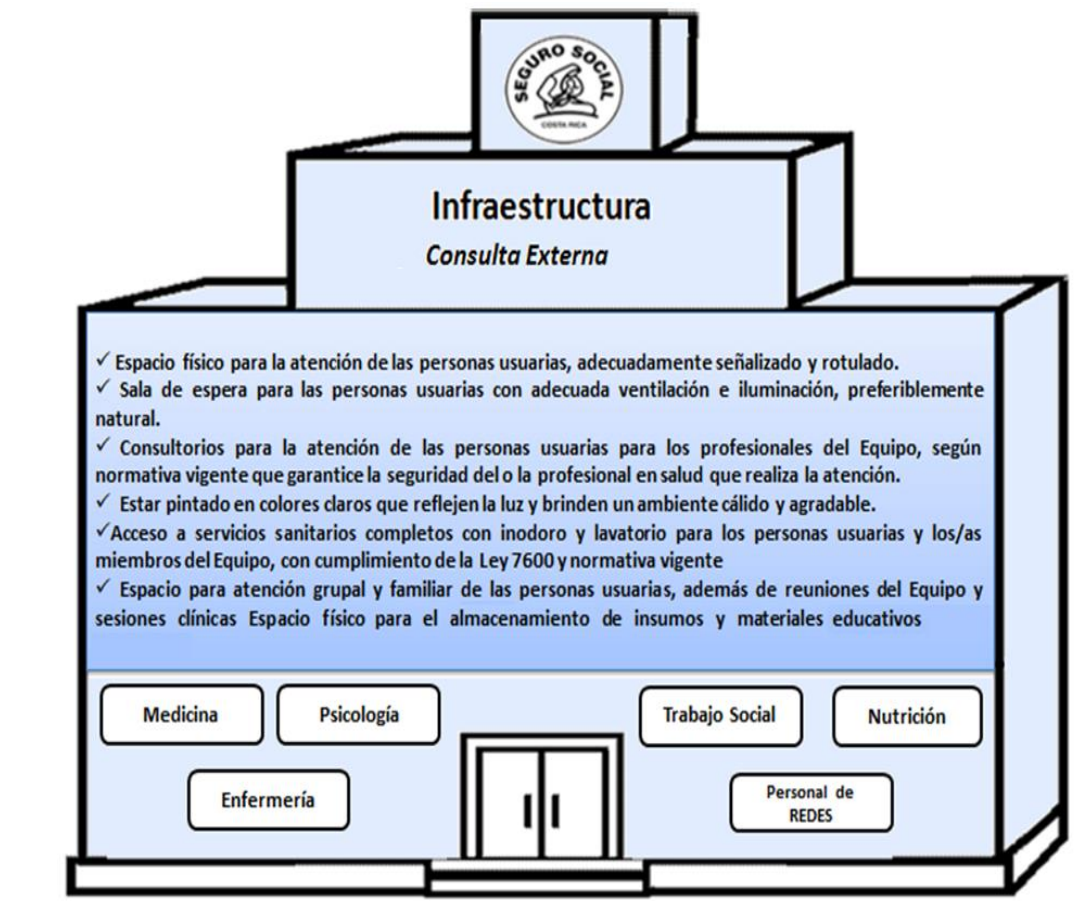 SEGURO SOCIAL
COSTA RICA
Infraestructura
Consulta Externa
✓ Espacio físico para la atención de las personas usuarias, adecuadamente señalizado y rotulado.
✓ Sala de espera para las personas usuarias con adecuada ventilación e iluminación, preferiblemente
natural.
✓ Consultorios para la atención de las personas usuarias para los profesionales del Equipo, según
normativa vigente que garantice la seguridad del o la profesional en salud que realiza la atención.
✓ Estar pintado en colores claros que reflejen la luz y brinden un ambiente cálido y agradable.
✓Acceso a servicios sanitarios completos con inodoro y lavatorio para los personas usuarias y los/as
miembros del Equipo, con cumplimiento de la Ley 7600 y normativa vigente
✓ Espacio para atención grupal y familiar de las personas usuarias, además de reuniones del Equipo y
sesiones clínicas Espacio físico para el almacenamiento de insumos y materiales educativos
Medicina
Psicología
Trabajo Social
Nutrición
Enfermería
Personal de
REDES